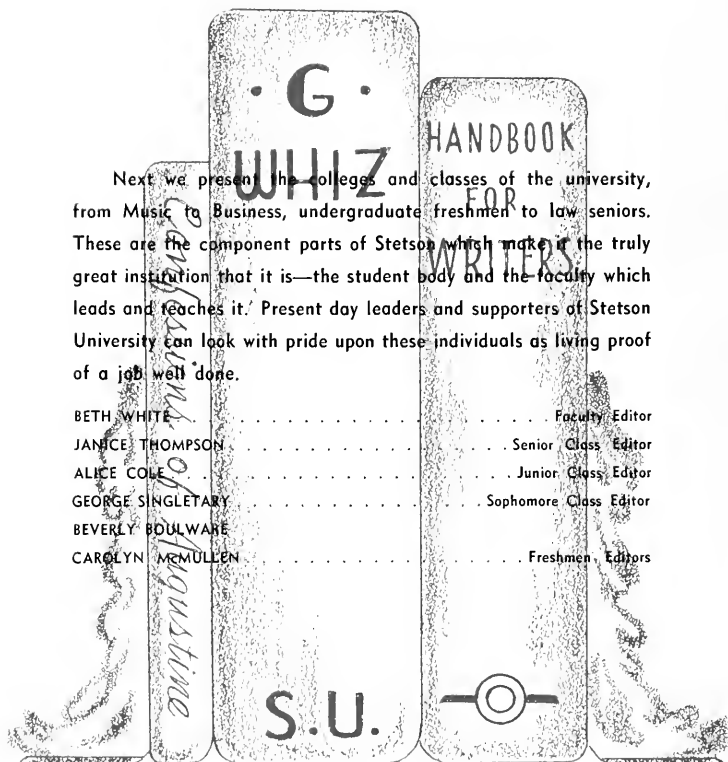 · G ·
WHIZ
S.U.
HANDBOOK
FOR
WRITERS
Confessions of Augustine
Next we present the colleges and classes of the university,
from Music to Business, undergraduate freshmen to law seniors.
These are the component parts of Stetson which make it the truly
great institution that it is—the student body and the faculty which
leads and teaches it. Present day leaders and supporters of Stetson
University can look with pride upon these individuals as living proof
of a job well done.
BETH WHITE . . . . . . . . . . . . . . . . . . . . Faculty Editor
JANICE THOMPSON . . . . . . . . . . . . . . . . Senior Class Editor
ALICE COLE . . . . . . . . . . . . . . . . . . . Junior Class Editor
GEORGE SINGLETARY . . . . . . . . . . . . . . Sophomore Class Editor
BEVERLY BOULWARE
CAROLYN McMULLEN . . . . . . . . . . . . . . . . Freshmen Editors